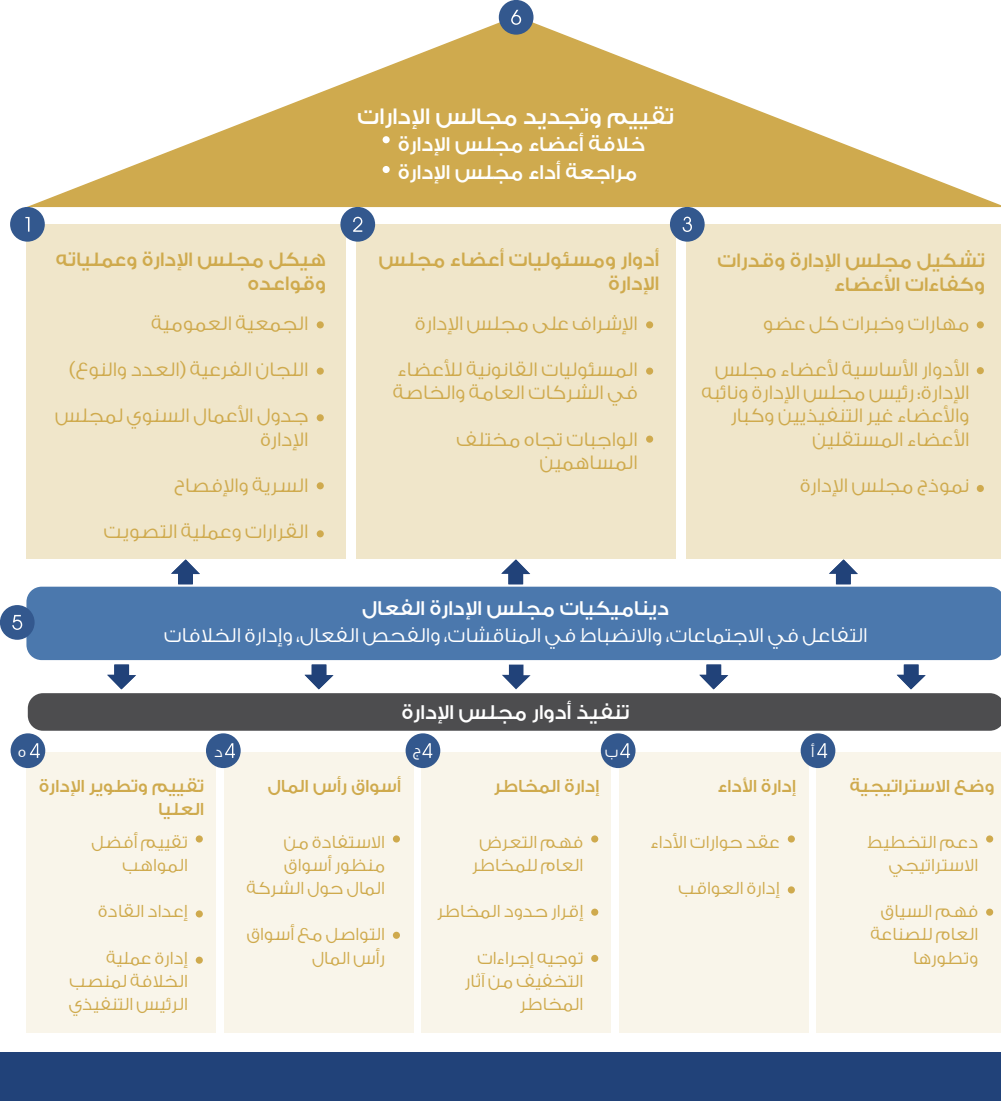 6
تقييم وتجديد مجالس الإدارات
• خلافة أعضاء مجلس الإدارة
• مراجعة أداء مجلس الإدارة
1
هيكل مجلس الإدارة وعملياته
وقواعده
• الجمعية العمومية
• اللجان الفرعية (العدد والنوع)
• جدول الأعمال السنوي لمجلس
الإدارة
• السرية والإفصاح
• القرارات وعملية التصويت
2
أدوار ومسئوليات أعضاء مجلس
الإدارة
• الإشراف على مجلس الإدارة
• المسئوليات القانونية للأعضاء
في الشركات العامة والخاصة
• الواجبات تجاه مختلف
المساهمين
3
تشكيل مجلس الإدارة وقدرات
وكفاءات الأعضاء
• مهارات وخبرات كل عضو
• الأدوار الأساسية لأعضاء مجلس
الإدارة: رئيس مجلس الإدارة ونائبه
والأعضاء غير التنفيذيين وكبار
الأعضاء المستقلين
• نموذج مجلس الإدارة
5
ديناميكيات مجلس الإدارة الفعال
التفاعل في الاجتماعات، والانضباط في المناقشات، والفحص الفعال، وإدارة الخلافات
تنفيذ أدوار مجلس الإدارة
4أ
وضع الاستراتيجية
• دعم التخطيط
الاستراتيجي
• فهم السياق
العام للصناعة
وتطورها
4ب
إدارة الأداء
• عقد حوارات الأداء
• إدارة العواقب
4ج
إدارة المخاطر
• فهم التعرض
العام للمخاطر
• إقرار حدود المخاطر
• توجيه إجراءات
التخفيف من آثار
المخاطر
4د
أسواق رأس المال
• الاستفادة من
منظور أسواق
المال حول الشركة
• التواصل مع أسواق
رأس المال
4ه
تقييم وتطوير الإدارة
العليا
• تقييم أفضل
المواهب
• إعداد القادة
• إدارة عملية
الخلافة لمنصب
الرئيس التنفيذي